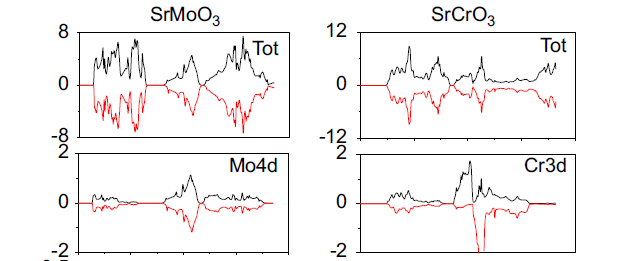 SrMoO3 SrCrO3
8 12
Tot Tot
0 0
-8 -12
2 2
Mo4d Cr3d
0 0
-2 -2